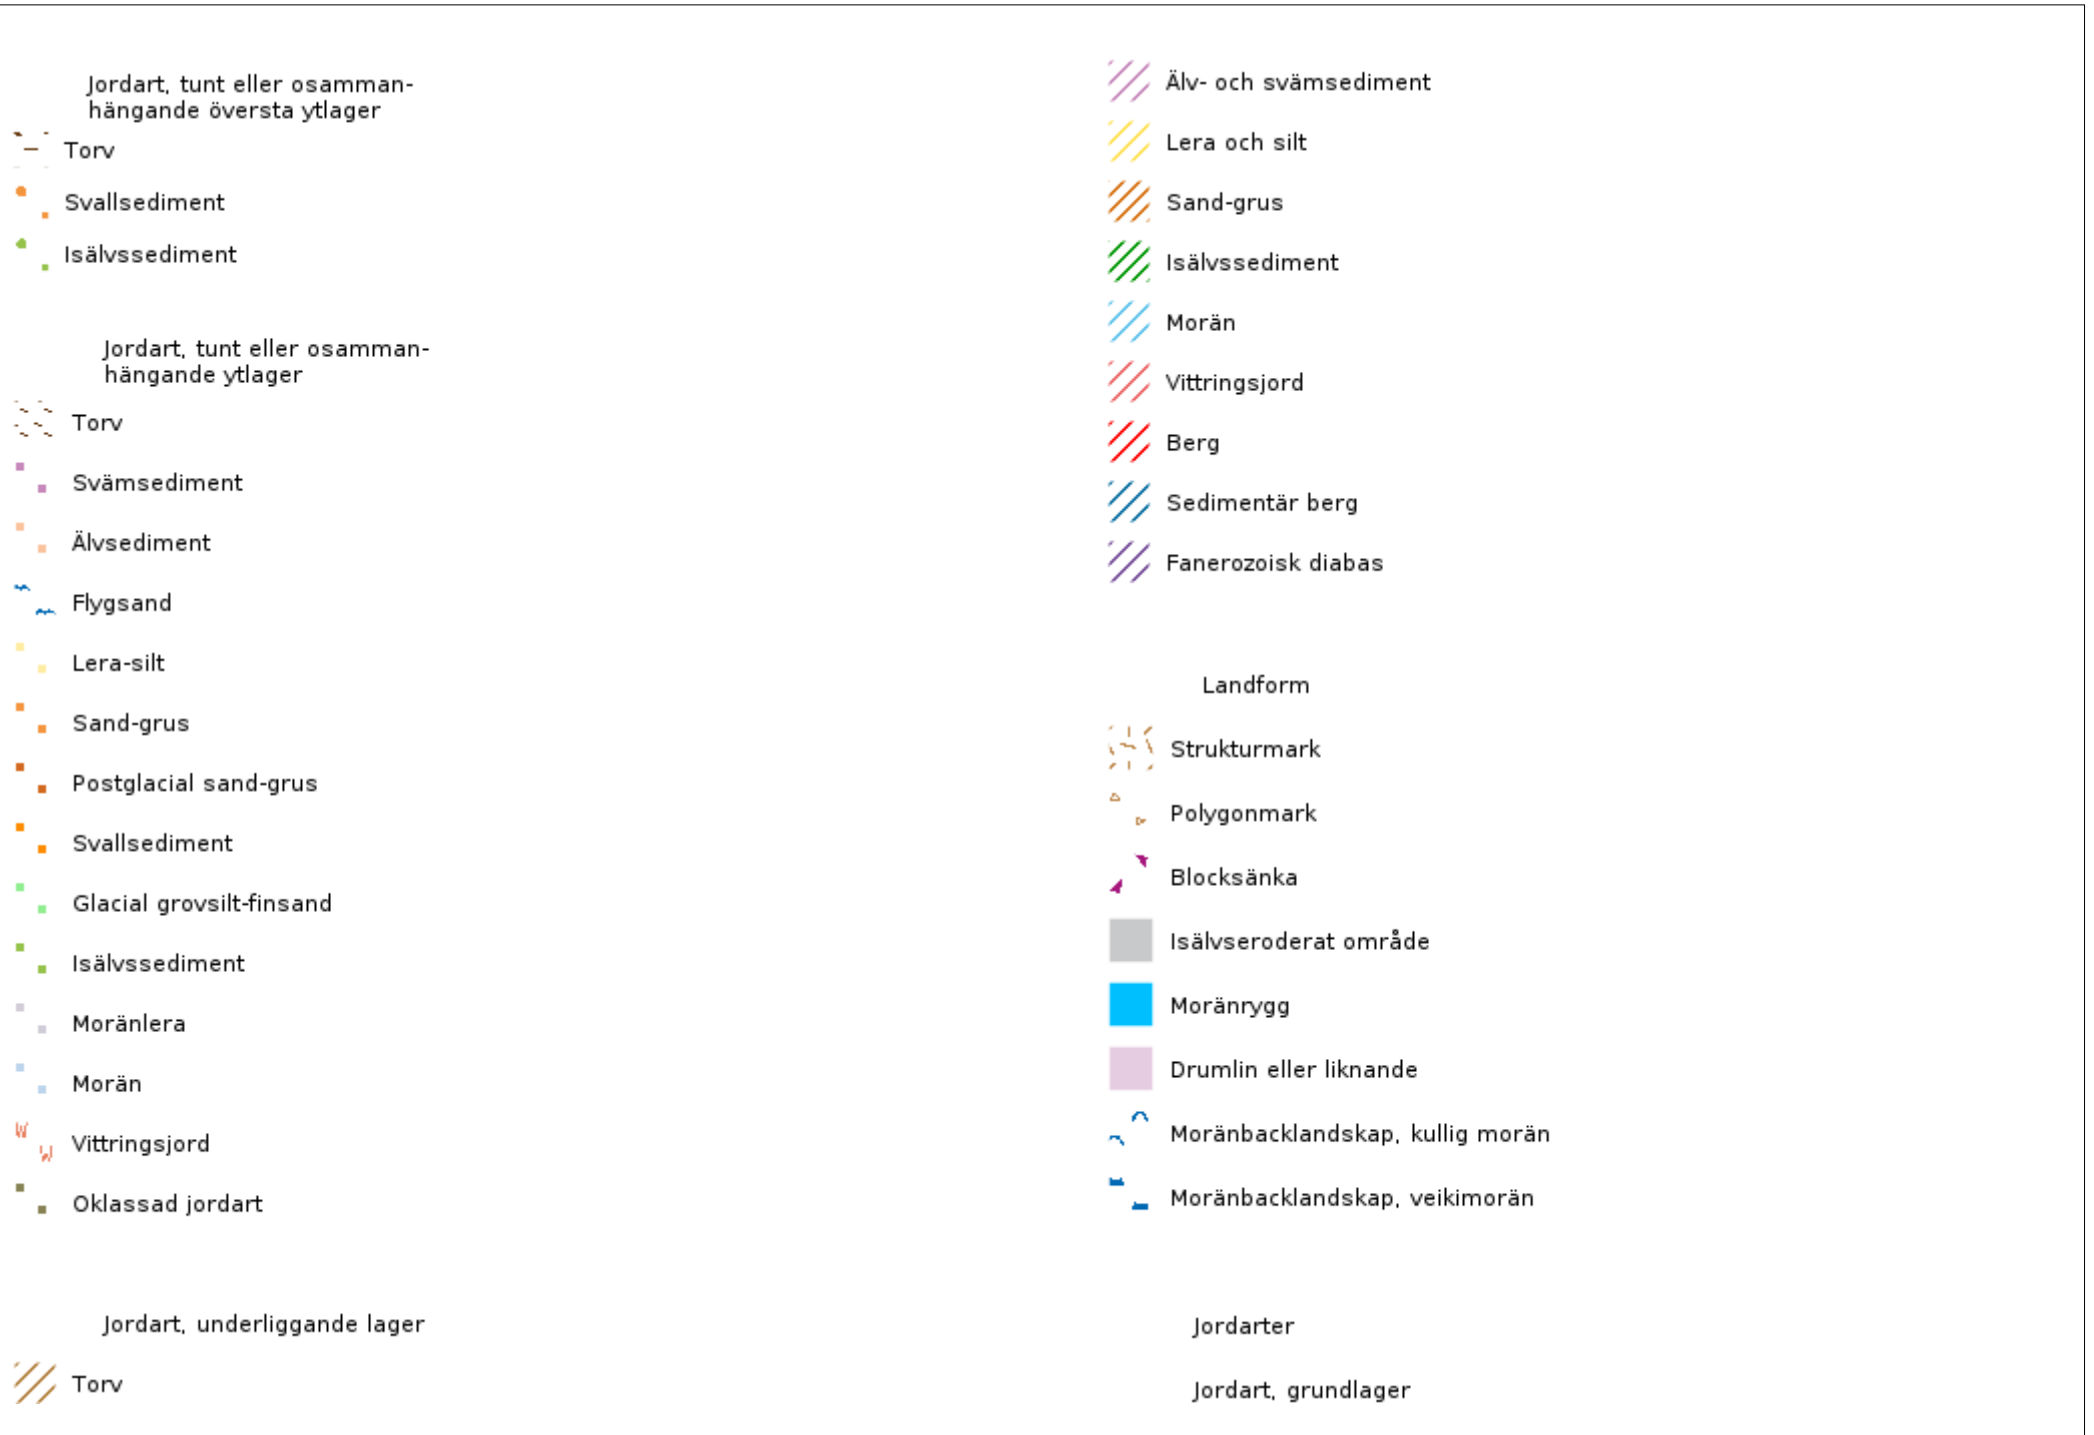 Jordart, tunt eller osamman-
hängande översta ytlager
Torv
Svallsediment
Isälvssediment
Jordart, tunt eller osamman-
hängande ytlager
Torv
Svämsediment
Älvsediment
Flygsand
Lera-silt
Sand-grus
Postglacial sand-grus
Svallsediment
Glacial grovsilt-finsand
Isälvssediment
Moränlera
Morän
Vittringsjord
Oklassad jordart
Jordart, underliggande lager
Torv
Älv- och svämsediment
Lera och silt
Sand-grus
Isälvssediment
Morän
Vittringsjord
Berg
Sedimentär berg
Fanerozoisk diabas
Landform
Strukturmark
Polygonmark
Blocksänka
Isälvseroderat område
Moränrygg
Drumlin eller liknande
Moränbacklandskap, kullig morän
Moränbacklandskap, veikimorän
Jordarter
Jordart, grundlager